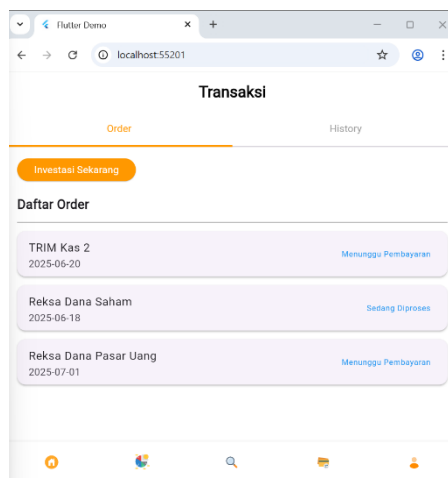 Flutter Demo
localhost:55201
Transaksi
Order
History
Investasi Sekarang
Daftar Order
TRIM Kas 2
2025-06-20
Menunggu Pembayaran
Reksa Dana Saham
2025-06-18
Sedang Diproses
Reksa Dana Pasar Uang
2025-07-01
Menunggu Pembayaran